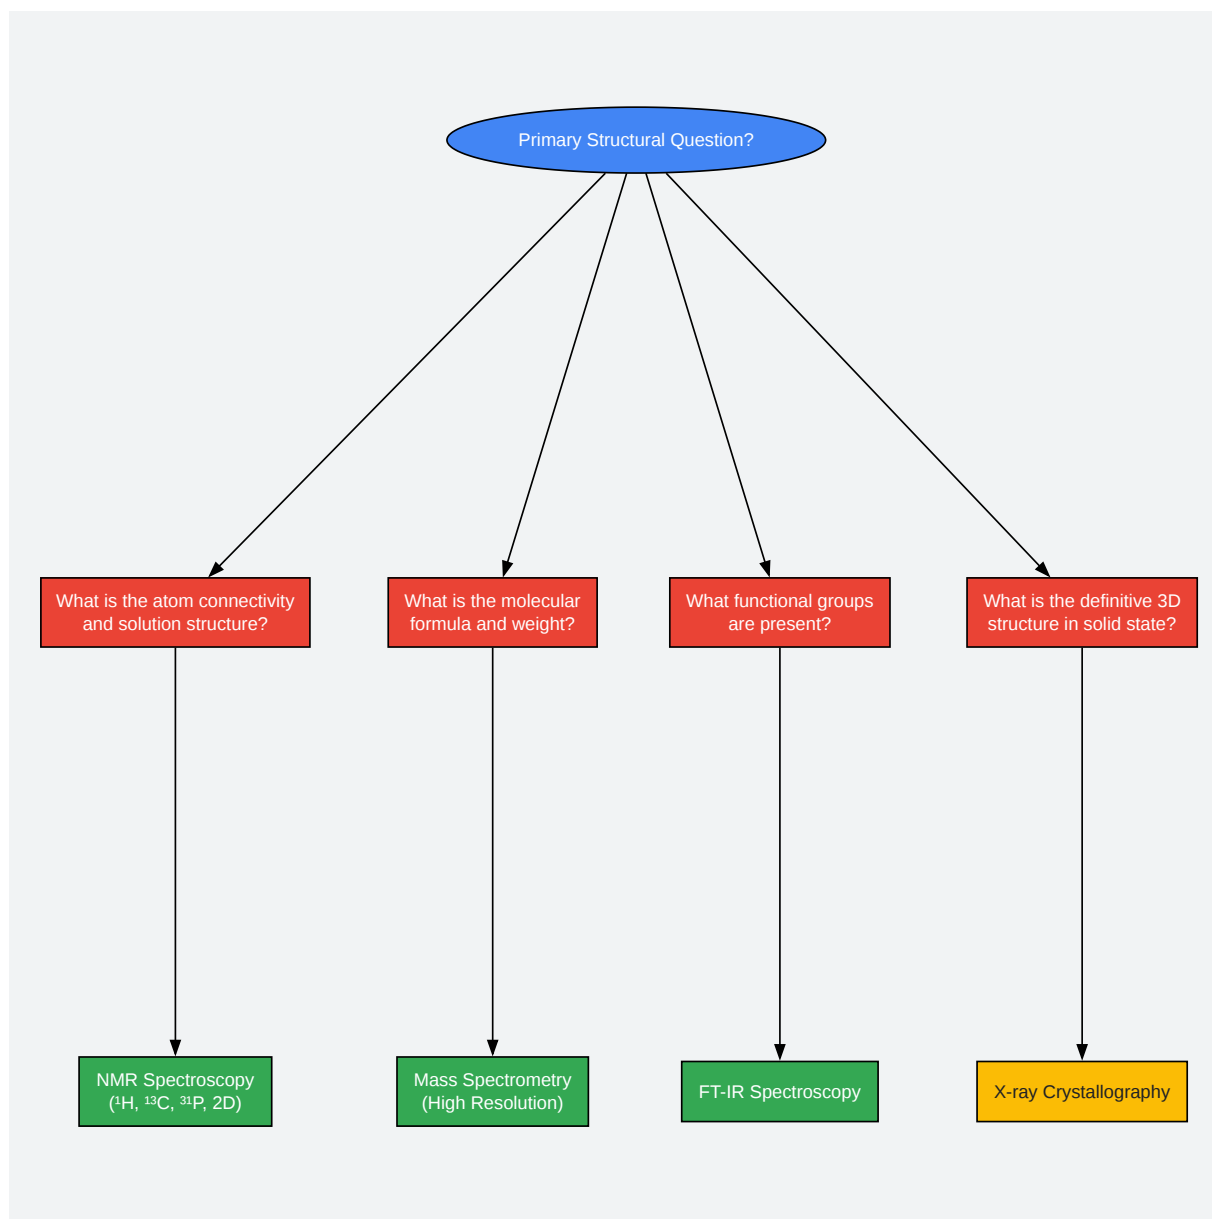 Primary Structural Question?
What is the atom connectivity
and solution structure?
What is the molecular
formula and weight?
What functional groups
are present?
What is the definitive 3D
structure in solid state?
NMR Spectroscopy
(¹H, ¹³C, ³¹P, 2D)
Mass Spectrometry
(High Resolution)
FT-IR Spectroscopy
X-ray Crystallography